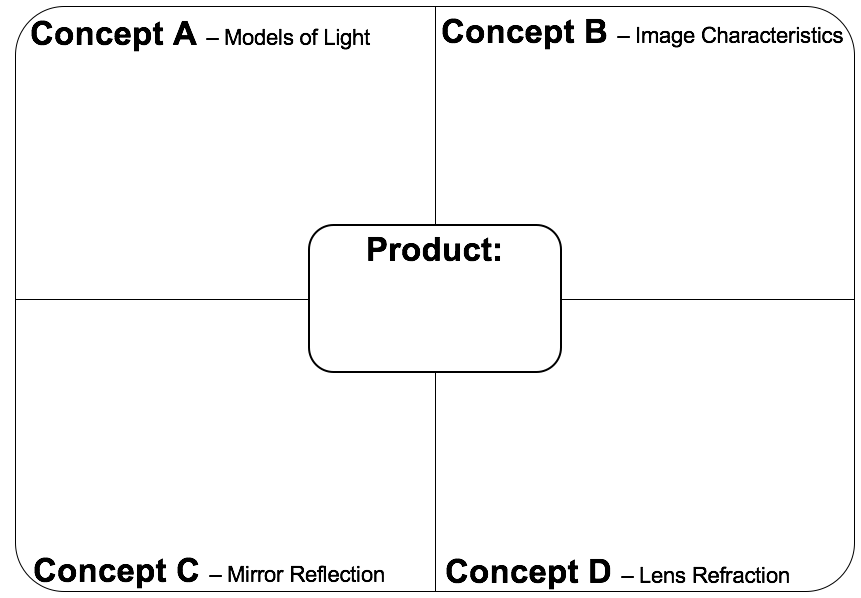 Concept A – Models of Light
Concept B – Image Characteristics
Product:
Concept C – Mirror Reflection
Concept D – Lens Refraction